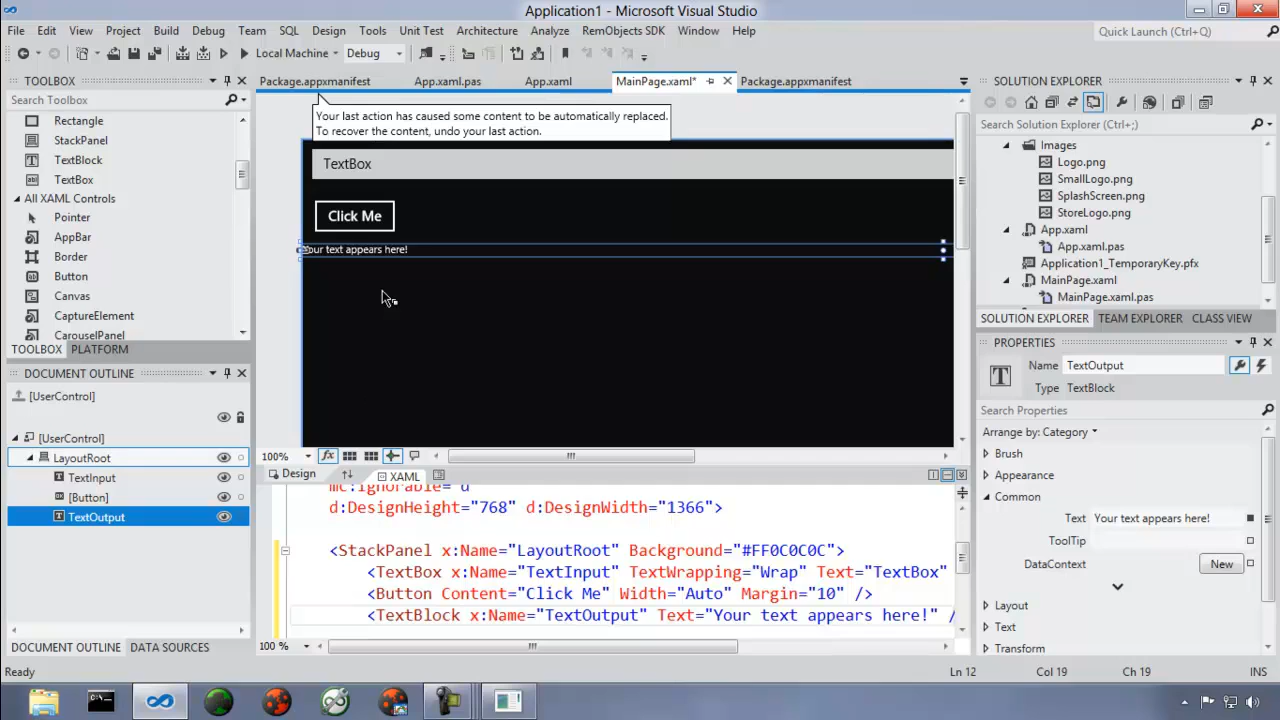 Application1 - Microsoft Visual Studio
File Edit View Project Build Debug Team SQL Design Tools Unit Test Architecture Analyze RemObjects SDK Window Help
Quick Launch (Ctrl+Q)
Local Machine Debug
TOOLBOX
Search Toolbox
Rectangle
StackPanel
TextBlock
TextBox
All XAML Controls
Pointer
AppBar
Border
Button
Canvas
CaptureElement
CarouselPanel
TOOLBOX PLATFORM
DOCUMENT OUTLINE
[UserControl]
[UserControl]
LayoutRoot
TextInput
[Button]
TextOutput
DOCUMENT OUTLINE DATA SOURCES
Package.appxmanifest App.xaml.pas App.xaml MainPage.xaml* Package.appxmanifest
Your last action has caused some content to be automatically replaced.
To recover the content, undo your last action.
TextBox
Click Me
Your text appears here!
100% fx
Design XAML
mc:Ignorable="d"
d:DesignHeight="768" d:DesignWidth="1366">
<StackPanel x:Name="LayoutRoot" Background="#FF0C0C0C">
<TextBox x:Name="TextInput" TextWrapping="Wrap" Text="TextBox"
<Button Content="Click Me" Width="Auto" Margin="10" />
<TextBlock x:Name="TextOutput" Text="Your text appears here!" /
100 %
SOLUTION EXPLORER
Search Solution Explorer (Ctrl+;)
Images
Logo.png
SmallLogo.png
SplashScreen.png
StoreLogo.png
App.xaml
App.xaml.pas
Application1_TemporaryKey.pfx
MainPage.xaml
MainPage.xaml.pas
SOLUTION EXPLORER TEAM EXPLORER CLASS VIEW
PROPERTIES
Name TextOutput
Type TextBlock
Search Properties
Arrange by: Category
Brush
Appearance
Common
Text Your text appears here!
ToolTip
DataContext New
Layout
Text
Transform
Ready Ln 12 Col 19 Ch 19 INS